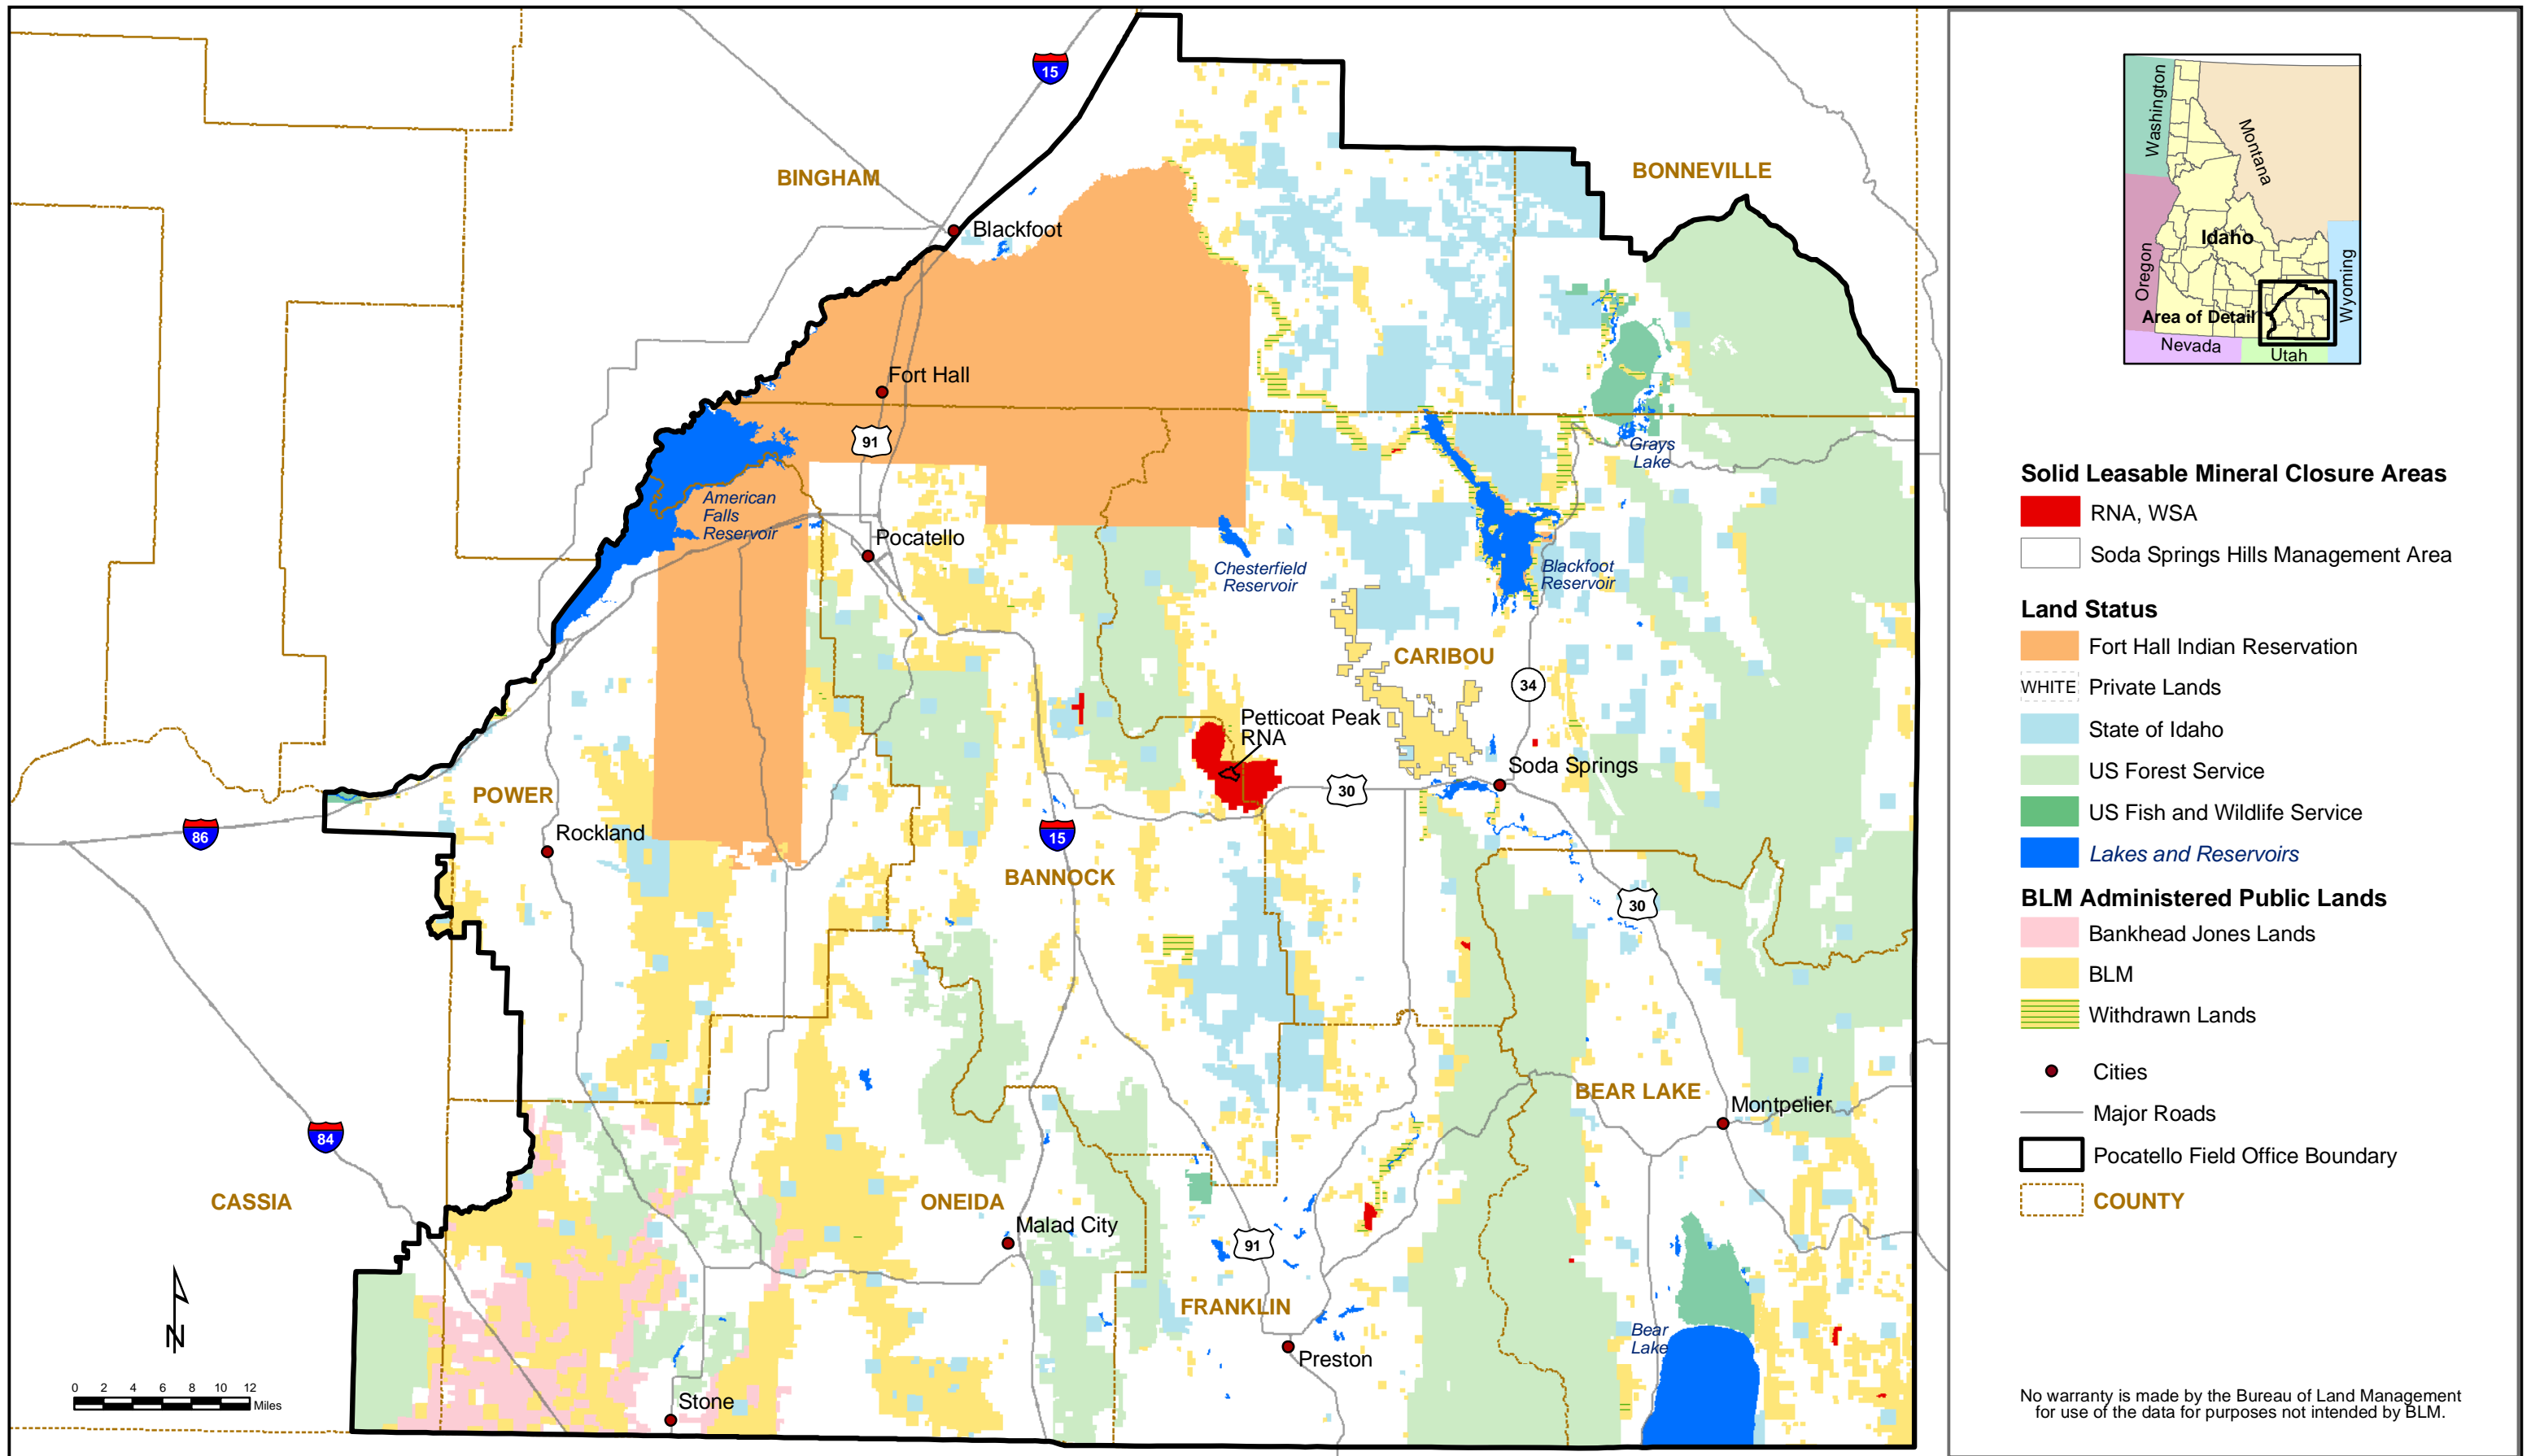 15
BINGHAM
BONNEVILLE
Blackfoot
Fort Hall
91
Grays
Lake
American
Falls
Reservoir
Pocatello
Chesterfield
Reservoir
Blackfoot
Reservoir
CARIBOU
34
Petticoat Peak
RNA
Soda Springs
30
POWER
Rockland
86
15
BANNOCK
30
BEAR LAKE
Montpelier
84
CASSIA
ONEIDA
Malad City
91
FRANKLIN
Preston
Bear
Lake
Stone
N
0 2 4 6 8 10 12
Miles
Washington
Montana
Oregon
Idaho
Wyoming
Area of Detail
Nevada
Utah
Solid Leasable Mineral Closure Areas
RNA, WSA
Soda Springs Hills Management Area
Land Status
Fort Hall Indian Reservation
WHITE Private Lands
State of Idaho
US Forest Service
US Fish and Wildlife Service
Lakes and Reservoirs
BLM Administered Public Lands
Bankhead Jones Lands
BLM
Withdrawn Lands
Cities
Major Roads
Pocatello Field Office Boundary
COUNTY
No warranty is made by the Bureau of Land Management
for use of the data for purposes not intended by BLM.